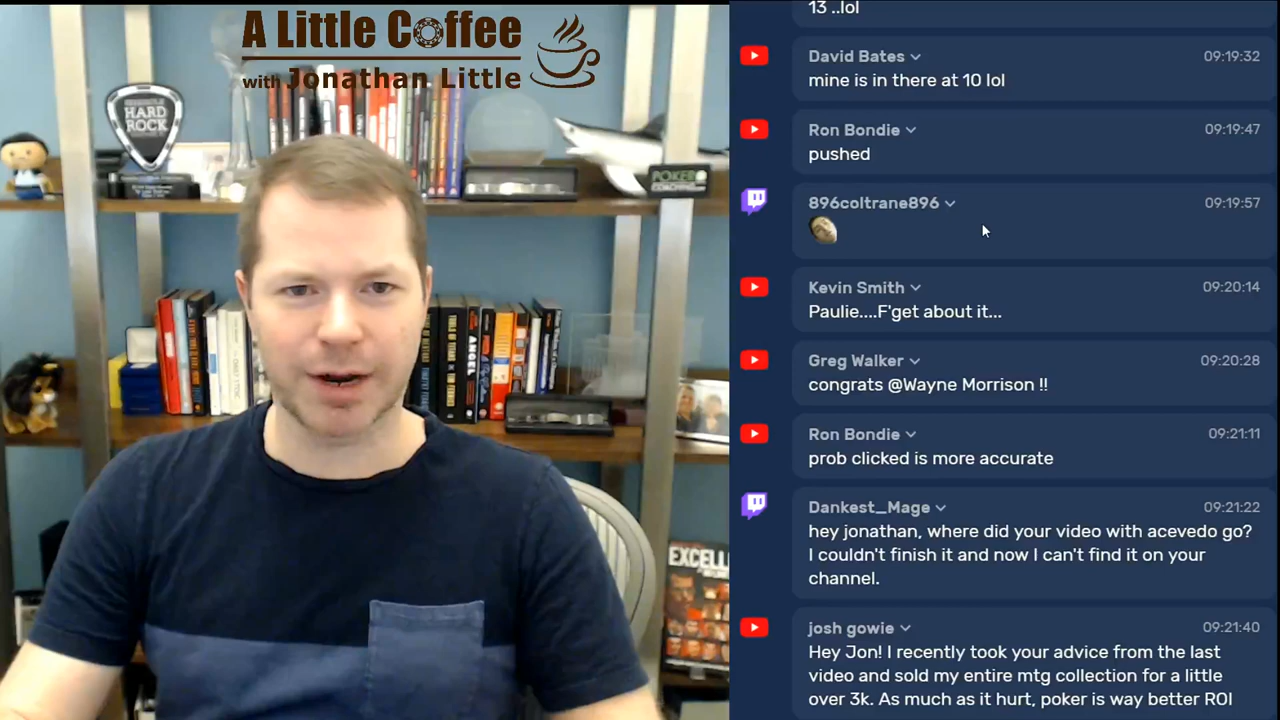 A Little Coffee
with Jonathan Little
HARD
ROCK
POKER
COACHING
ANGEL
EXCELL
13 ..lol
David Bates
09:19:32
mine is in there at 10 lol
Ron Bondie
09:19:47
pushed
896coltrane896
09:19:57
Kevin Smith
09:20:14
Paulie....F'get about it...
Greg Walker
09:20:28
congrats @Wayne Morrison !!
Ron Bondie
09:21:11
prob clicked is more accurate
Dankest_Mage
09:21:22
hey jonathan, where did your video with acevedo go?
I couldn't finish it and now I can't find it on your
channel.
josh gowie
09:21:40
Hey Jon! I recently took your advice from the last
video and sold my entire mtg collection for a little
over 3k. As much as it hurt, poker is way better ROI